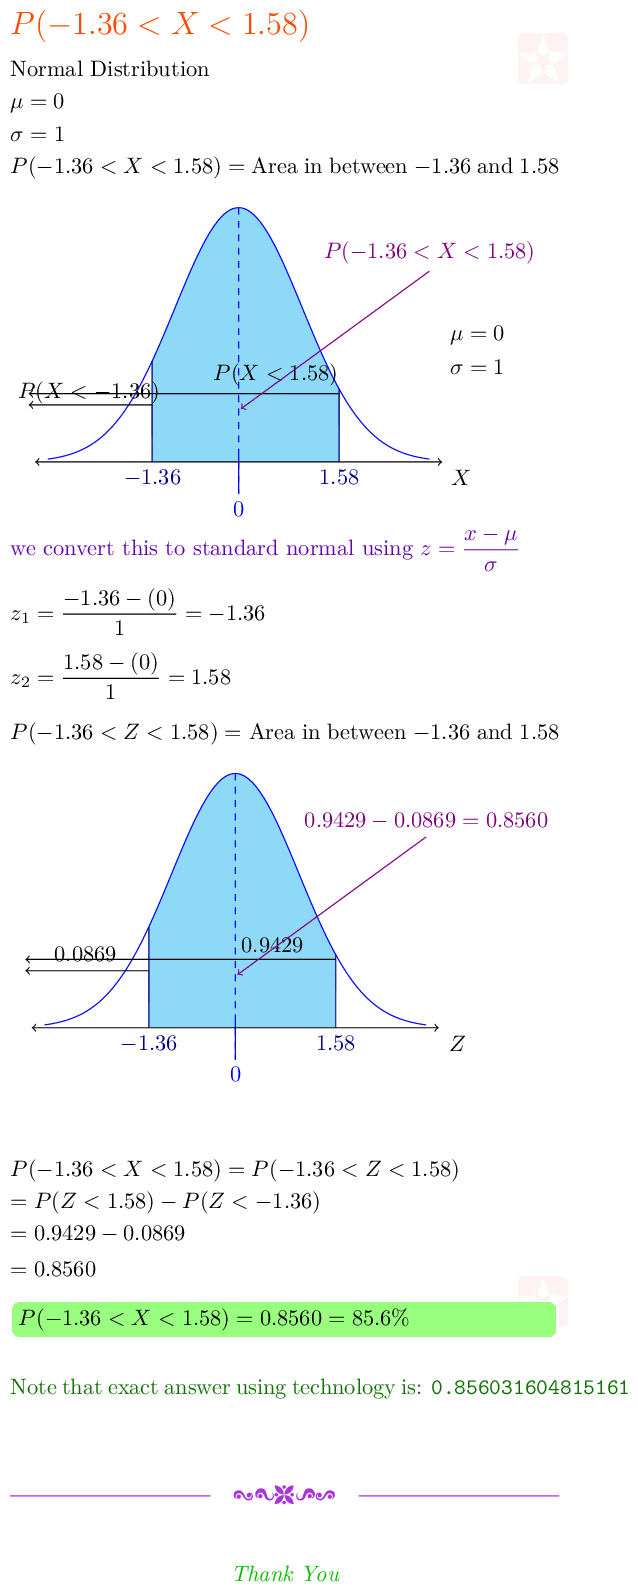 P(−1.36 < X < 1.58)
Normal Distribution
μ = 0
σ = 1
P(−1.36 < X < 1.58) = Area in between −1.36 and 1.58
P(−1.36 < X < 1.58)
μ = 0
σ = 1
P(X < 1.58)
P(X < −1.36)
−1.36
1.58
X
0
we convert this to standard normal using z = \frac{x − μ}{σ}
z₁ = \frac{−1.36 − (0)}{1} = −1.36
z₂ = \frac{1.58 − (0)}{1} = 1.58
P(−1.36 < Z < 1.58) = Area in between −1.36 and 1.58
0.9429 − 0.0869 = 0.8560
0.9429
0.0869
−1.36
1.58
Z
0
P(−1.36 < X < 1.58) = P(−1.36 < Z < 1.58)
= P(Z < 1.58) − P(Z < −1.36)
= 0.9429 − 0.0869
= 0.8560
P(−1.36 < X < 1.58) = 0.8560 = 85.6%
Note that exact answer using technology is: 0.856031604815161
Thank You